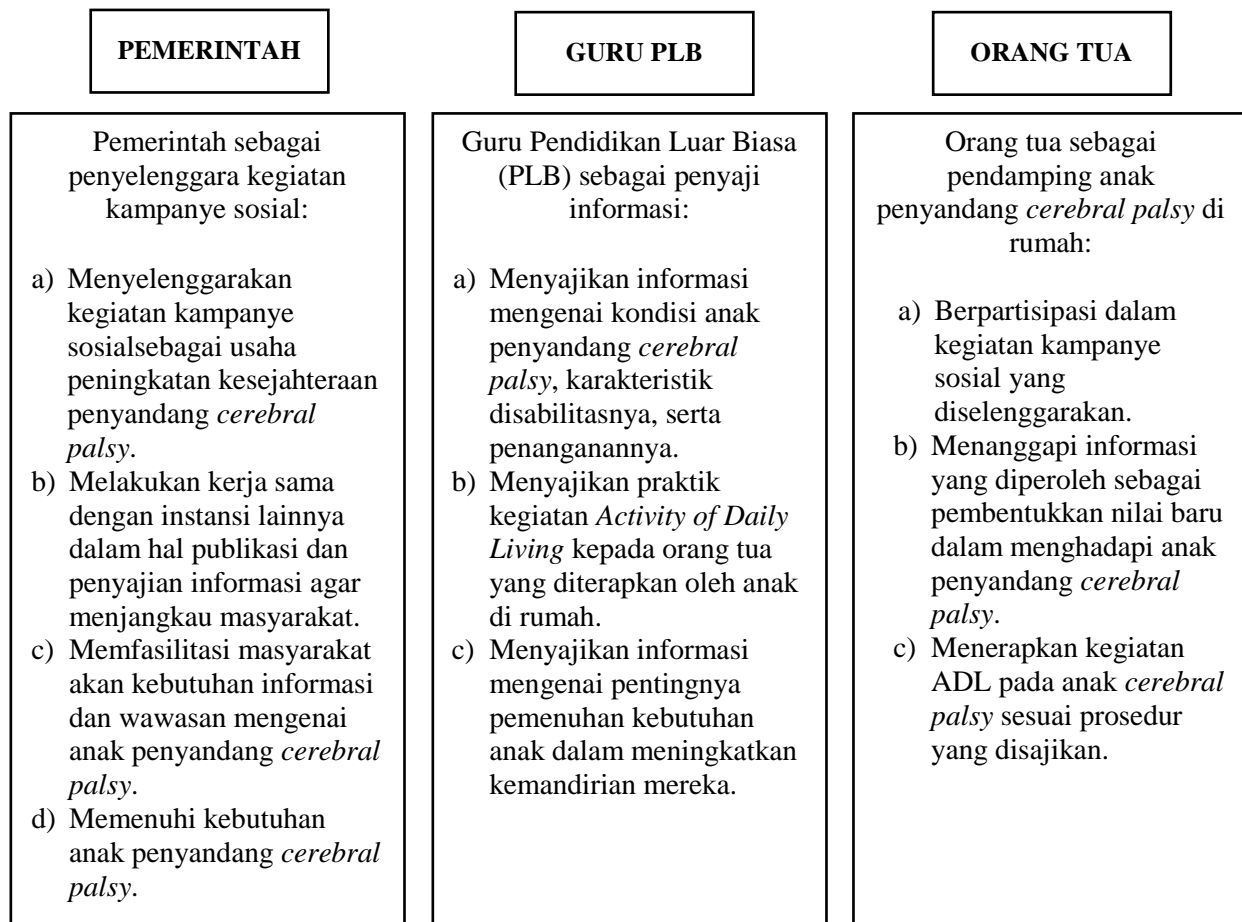 PEMERINTAH
Pemerintah sebagai
penyelenggara kegiatan
kampanye sosial:
a) Menyelenggarakan
kegiatan kampanye
sosialsebagai usaha
peningkatan kesejahteraan
penyandang cerebral
palsy.
b) Melakukan kerja sama
dengan instansi lainnya
dalam hal publikasi dan
penyajian informasi agar
menjangkau masyarakat.
c) Memfasilitasi masyarakat
akan kebutuhan informasi
dan wawasan mengenai
anak penyandang cerebral
palsy.
d) Memenuhi kebutuhan
anak penyandang cerebral
palsy.
GURU PLB
Guru Pendidikan Luar Biasa
(PLB) sebagai penyaji
informasi:
a) Menyajikan informasi
mengenai kondisi anak
penyandang cerebral
palsy, karakteristik
disabilitasnya, serta
penanganannya.
b) Menyajikan praktik
kegiatan Activity of Daily
Living kepada orang tua
yang diterapkan oleh anak
di rumah.
c) Menyajikan informasi
mengenai pentingnya
pemenuhan kebutuhan
anak dalam meningkatkan
kemandirian mereka.
ORANG TUA
Orang tua sebagai
pendamping anak
penyandang cerebral palsy di
rumah:
a) Berpartisipasi dalam
kegiatan kampanye
sosial yang
diselenggarakan.
b) Menanggapi informasi
yang diperoleh sebagai
pembentukkan nilai baru
dalam menghadapi anak
penyandang cerebral
palsy.
c) Menerapkan kegiatan
ADL pada anak cerebral
palsy sesuai prosedur
yang disajikan.